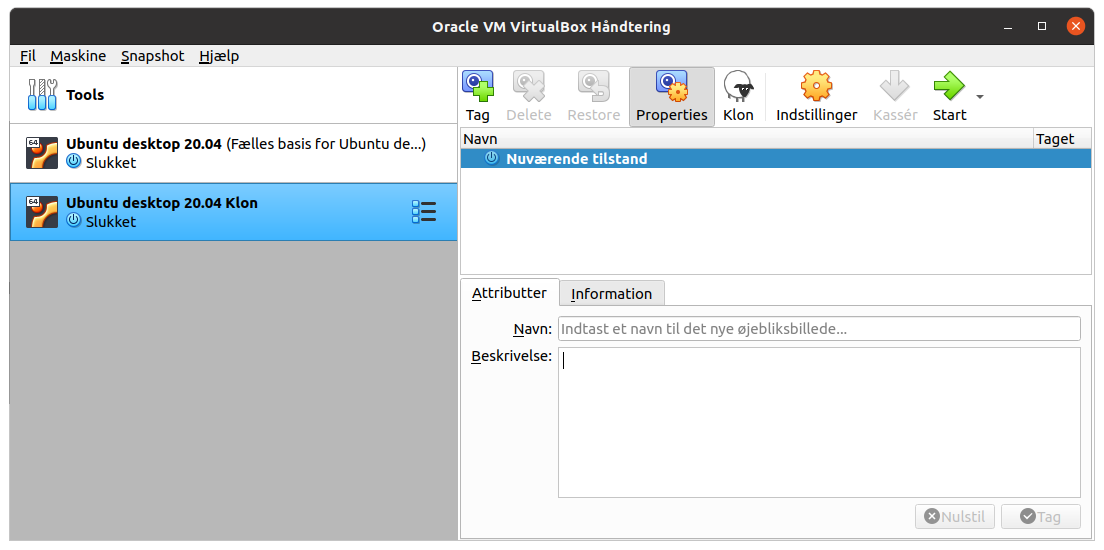 Oracle VM VirtualBox Håndtering
Fil Maskine Snapshot Hjælp
Tools
64
Ubuntu desktop 20.04 (Fælles basis for Ubuntu de...)
Slukket
64
Ubuntu desktop 20.04 Klon
Slukket
Tag Delete Restore Properties Klon Indstillinger Kassér Start
Navn Taget
Nuværende tilstand
Attributter Information
Navn: Indtast et navn til det nye øjebliksbillede...
Beskrivelse:
Nulstil Tag